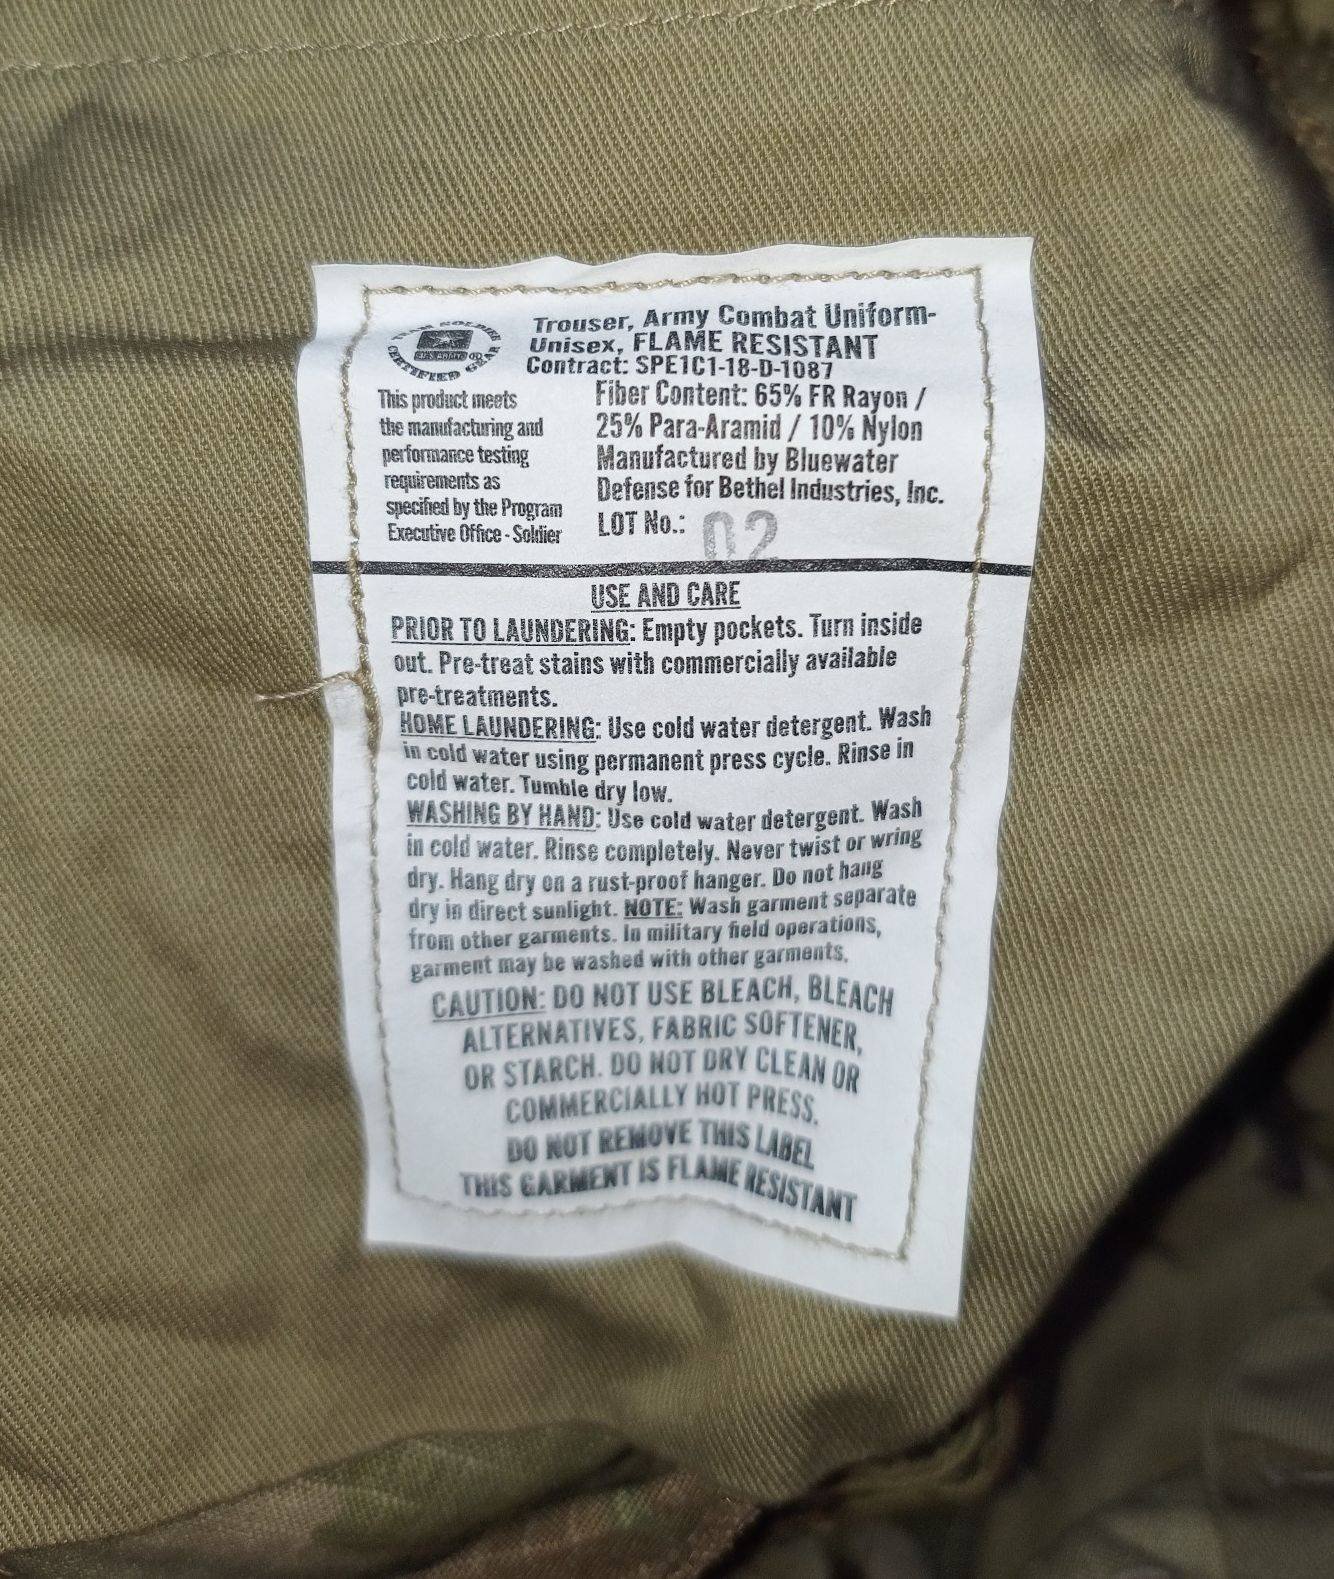 TEAM SOLDIER
U.S. ARMY ®
CERTIFIED GEAR
Trouser, Army Combat Uniform-
Unisex, FLAME RESISTANT
Contract: SPE1C1-18-D-1087
This product meets
the manufacturing and
performance testing
requirements as
specified by the Program
Executive Office - Soldier
Fiber Content: 65% FR Rayon /
25% Para-Aramid / 10% Nylon
Manufactured by Bluewater
Defense for Bethel Industries, Inc.
LOT No.: 02
USE AND CARE
PRIOR TO LAUNDERING: Empty pockets. Turn inside
out. Pre-treat stains with commercially available
pre-treatments.
HOME LAUNDERING: Use cold water detergent. Wash
in cold water using permanent press cycle. Rinse in
cold water. Tumble dry low.
WASHING BY HAND: Use cold water detergent. Wash
in cold water. Rinse completely. Never twist or wring
dry. Hang dry on a rust-proof hanger. Do not hang
dry in direct sunlight. NOTE: Wash garment separate
from other garments. In military field operations,
garment may be washed with other garments.
CAUTION: DO NOT USE BLEACH, BLEACH
ALTERNATIVES, FABRIC SOFTENER,
OR STARCH. DO NOT DRY CLEAN OR
COMMERCIALLY HOT PRESS.
DO NOT REMOVE THIS LABEL
THIS GARMENT IS FLAME RESISTANT